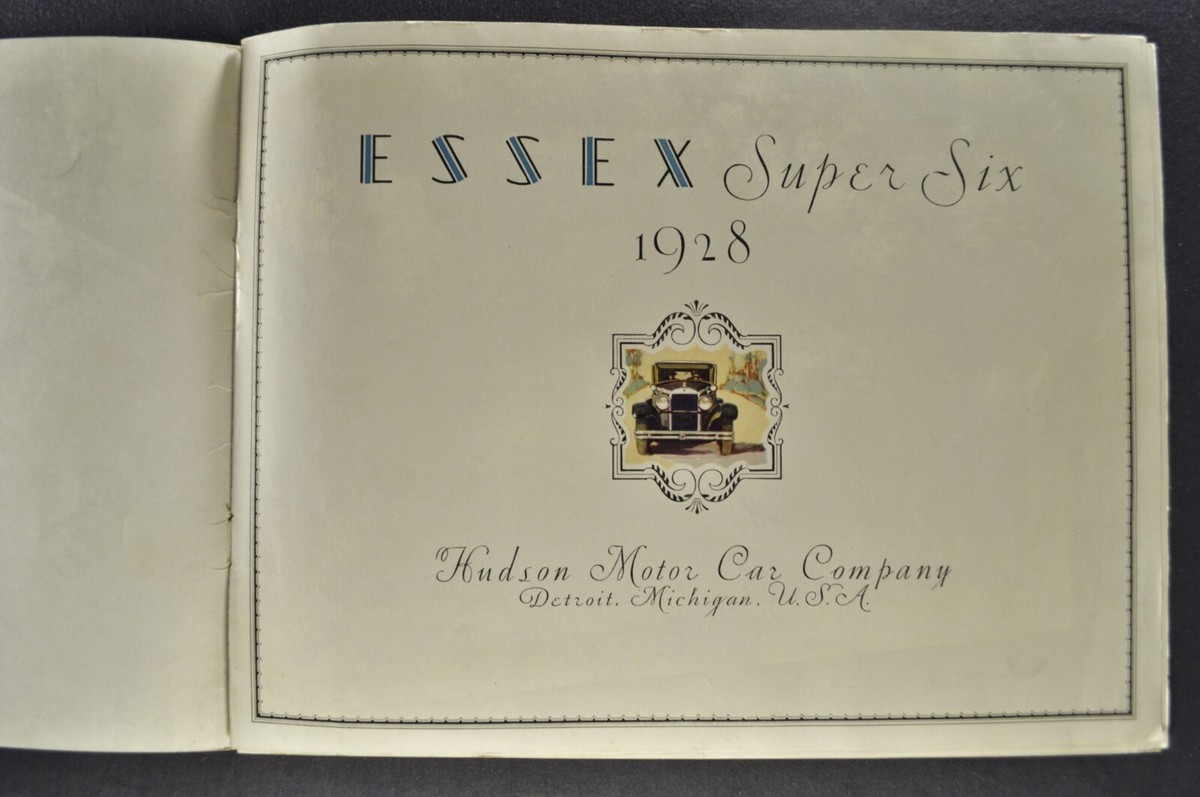 ESSEX Super Six
1928
Hudson Motor Car Company
Detroit, Michigan, U.S.A.